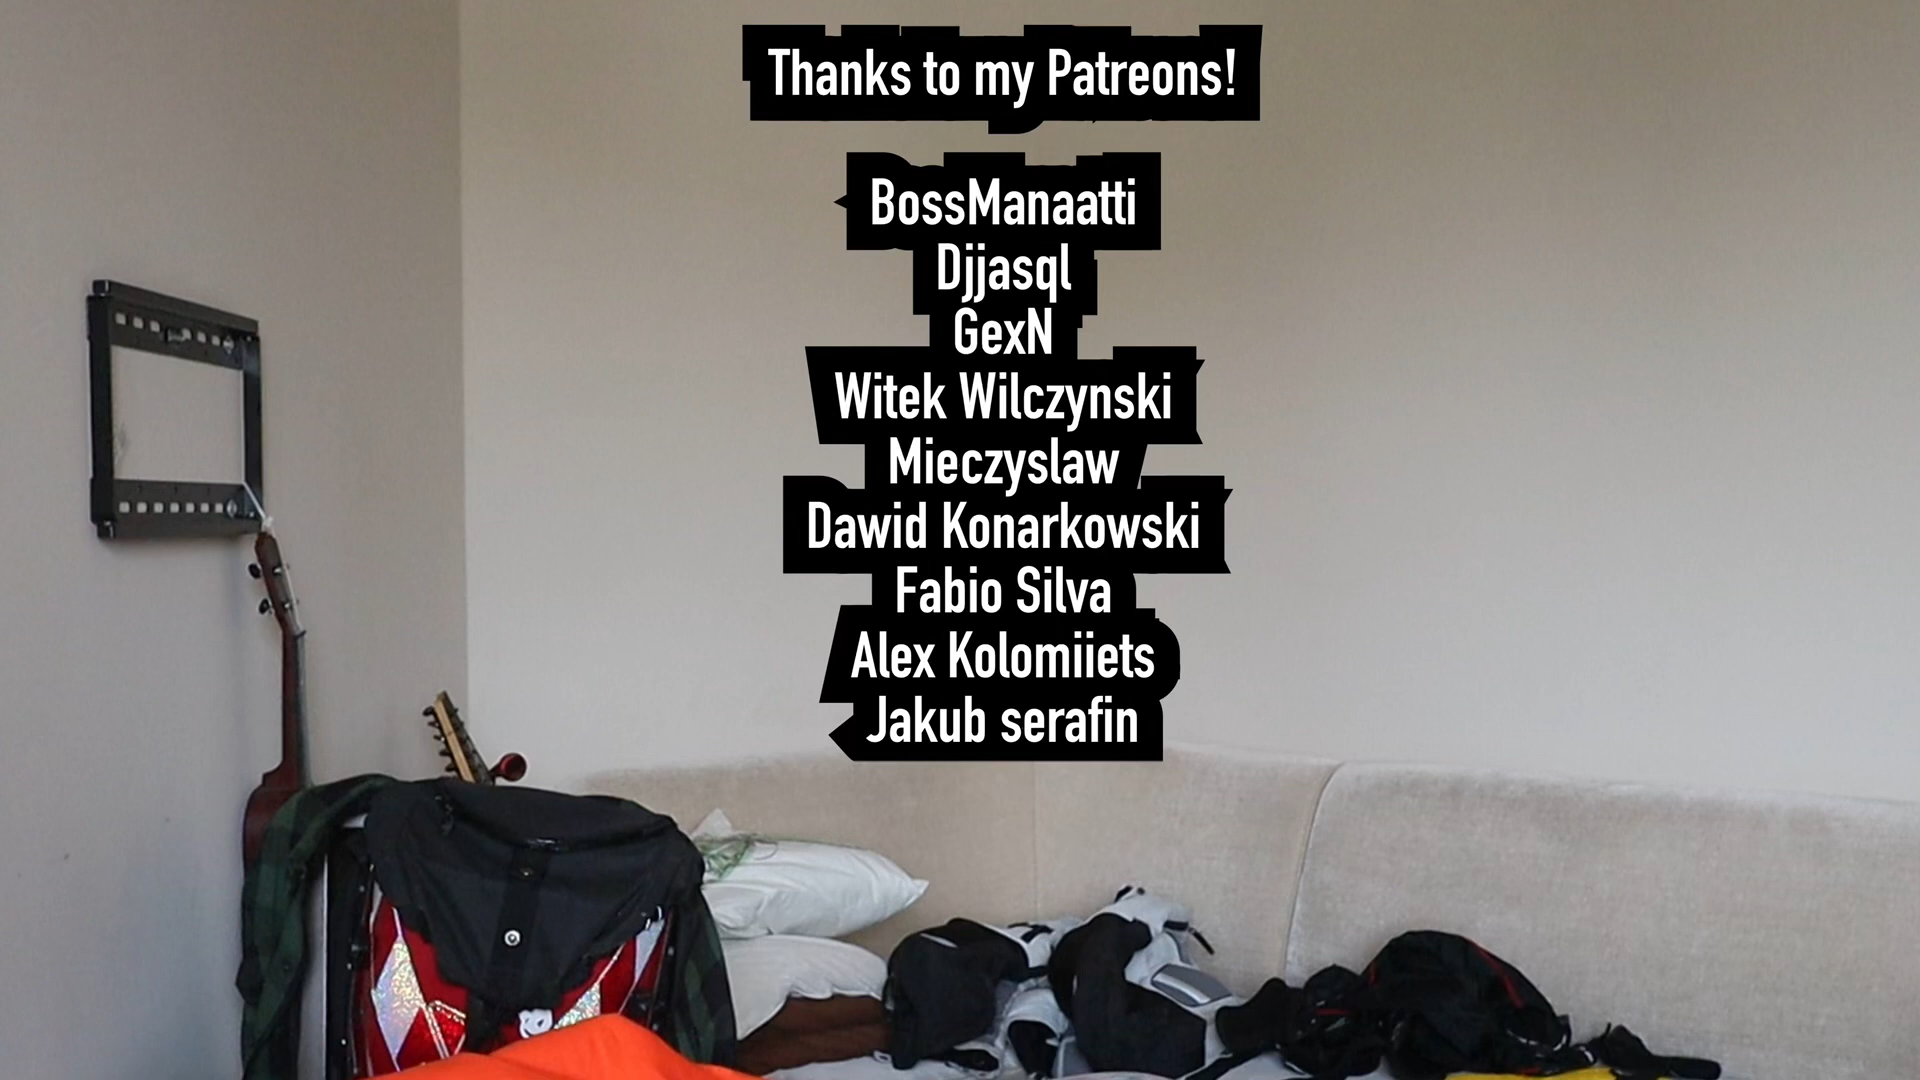 Thanks to my Patreons!
BossManaatti
Djjasql
GexN
Witek Wilczynski
Mieczyslaw
Dawid Konarkowski
Fabio Silva
Alex Kolomiiets
Jakub serafin